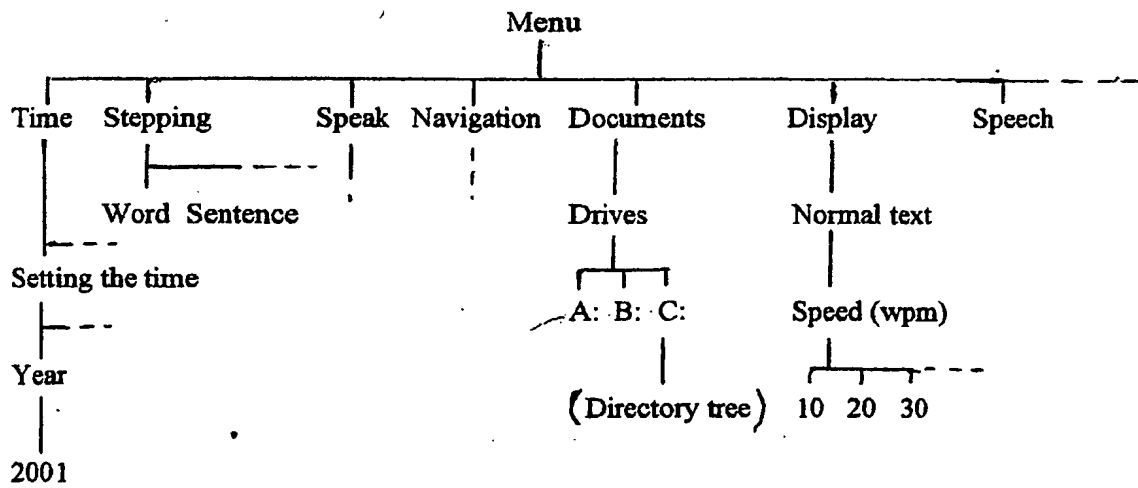 Menu
Time Stepping Speak Navigation Documents Display Speech
Word Sentence Drives Normal text
Setting the time
A: B: C: Speed (wpm)
Year
(Directory tree) 10 20 30
2001